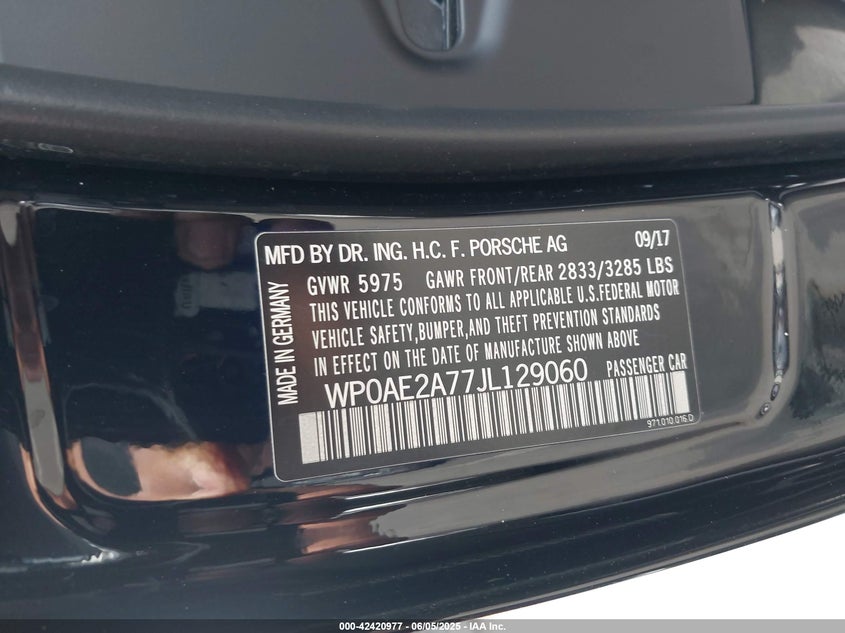 MFD BY DR. ING. H.C. F. PORSCHE AG 09/17
GVWR 5975 GAWR FRONT/REAR 2833/3285 LBS
THIS VEHICLE CONFORMS TO ALL APPLICABLE U.S.FEDERAL MOTOR
VEHICLE SAFETY,BUMPER,AND THEFT PREVENTION STANDARDS
IN EFFECT ON THE DATE OF MANUFACTURE SHOWN ABOVE
WP0AE2A77JL129060 PASSENGER CAR
MADE IN GERMANY
971.010.016.D
000-42420977 - 06/05/2025 - IAA Inc.